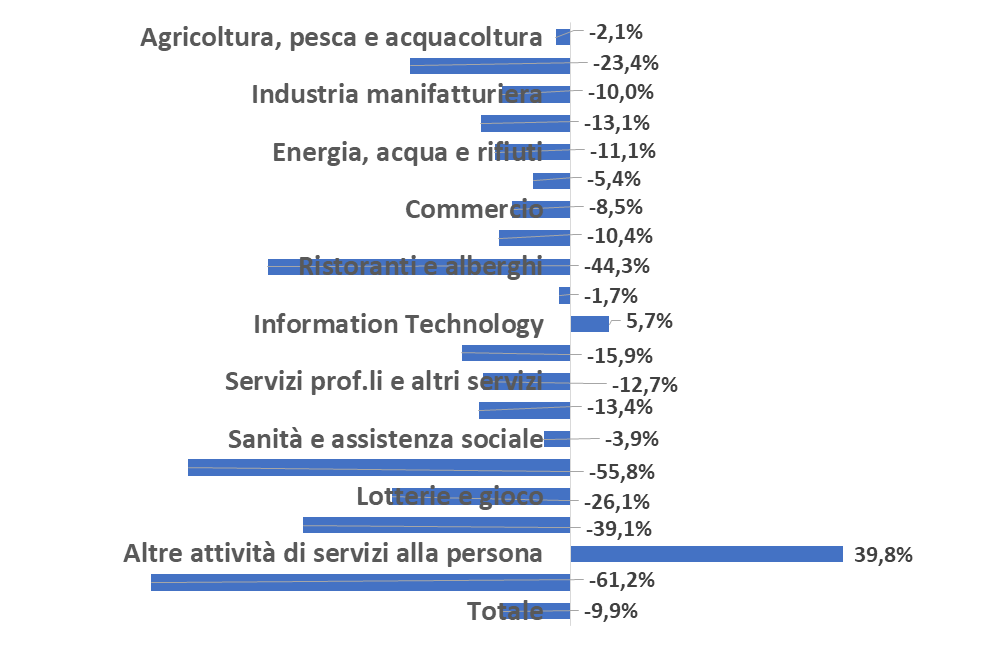 Agricoltura, pesca e acquacoltura -2,1%
-23,4%
Industria manifatturiera -10,0%
-13,1%
Energia, acqua e rifiuti -11,1%
-5,4%
Commercio -8,5%
-10,4%
Ristoranti e alberghi -44,3%
-1,7%
Information Technology 5,7%
-15,9%
Servizi prof.li e altri servizi -12,7%
-13,4%
Sanità e assistenza sociale -3,9%
-55,8%
Lotterie e gioco -26,1%
-39,1%
Altre attività di servizi alla persona 39,8%
-61,2%
Totale -9,9%